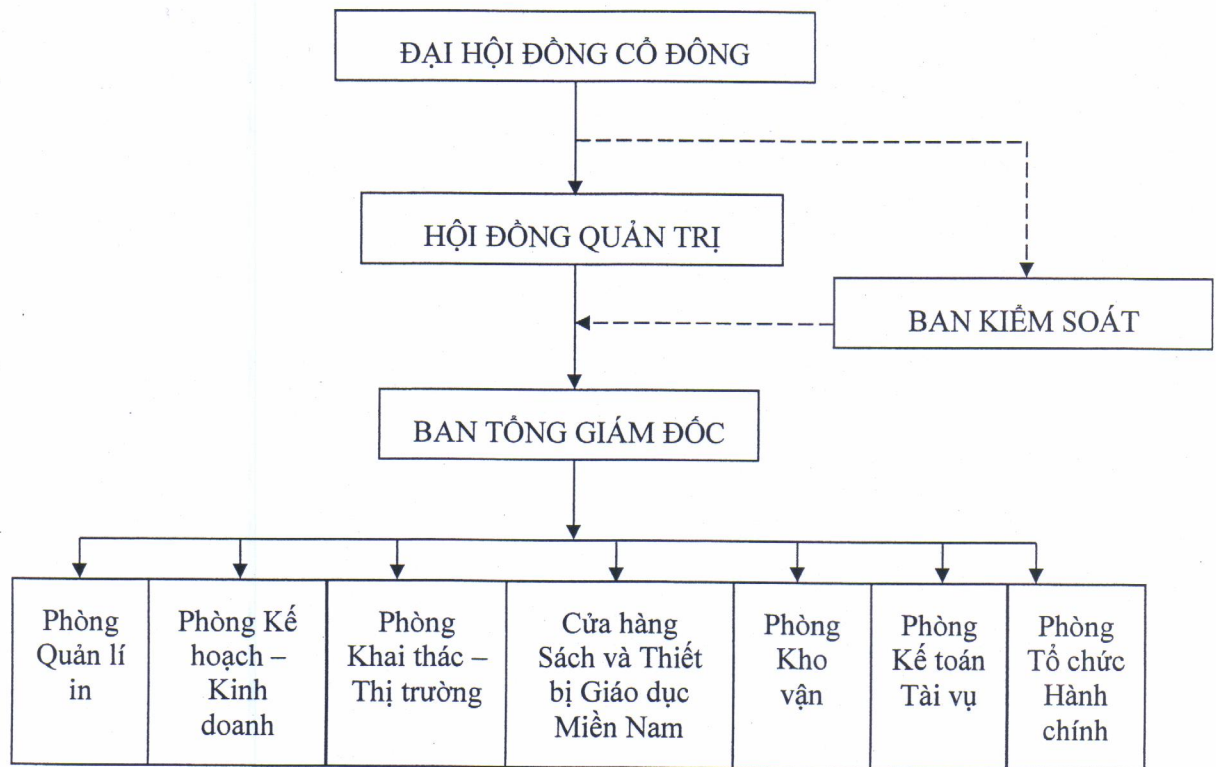 ĐẠI HỘI ĐỒNG CỔ ĐÔNG
HỘI ĐỒNG QUẢN TRỊ
BAN KIỂM SOÁT
BAN TỔNG GIÁM ĐỐC
Phòng
Quản lí
in
Phòng Kế
hoạch –
Kinh
doanh
Phòng
Khai thác –
Thị trường
Cửa hàng
Sách và Thiết
bị Giáo dục
Miền Nam
Phòng
Kho
vận
Phòng
Kế toán
Tài vụ
Phòng
Tổ chức
Hành
chính